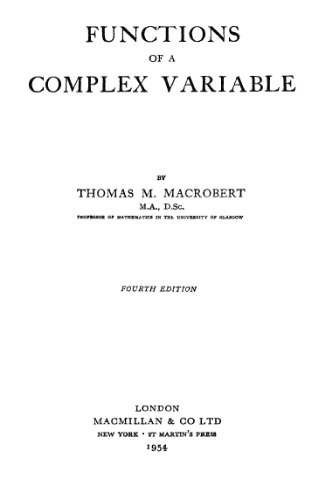 FUNCTIONS
OF A
COMPLEX VARIABLE
BY
THOMAS M. MACROBERT
M.A., D.Sc.
PROFESSOR OF MATHEMATICS IN THE UNIVERSITY OF GLASGOW
FOURTH EDITION
LONDON
MACMILLAN & CO LTD
NEW YORK · ST MARTIN'S PRESS
1954